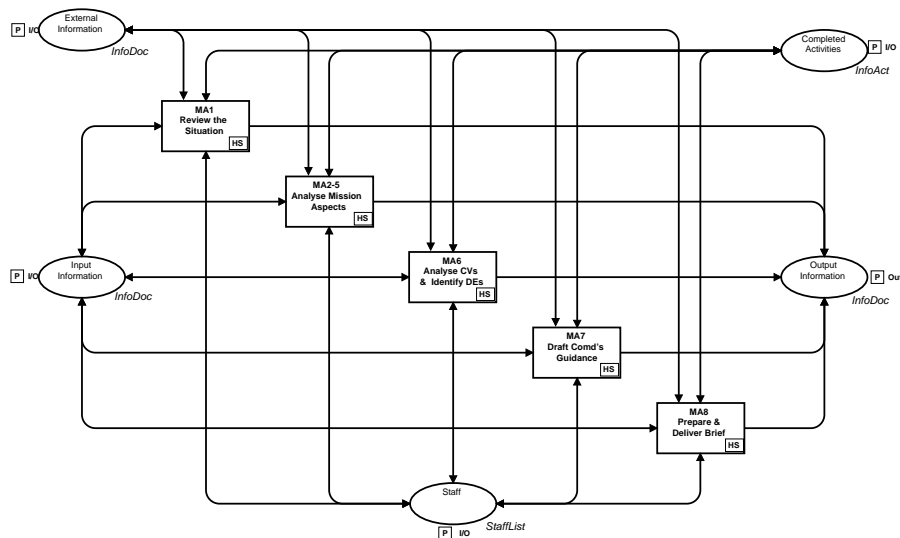 External
Information
P I/O
InfoDoc
Completed
Activities
P I/O
InfoAct
MA1
Review the
Situation
HS
MA2-5
Analyse Mission
Aspects
HS
Input
Information
P I/O
InfoDoc
MA6
Analyse CVs
& Identify DEs
HS
Output
Information
P Ou
InfoDoc
MA7
Draft Comd's
Guidance
HS
MA8
Prepare &
Deliver Brief
HS
Staff
StaffList
P I/O